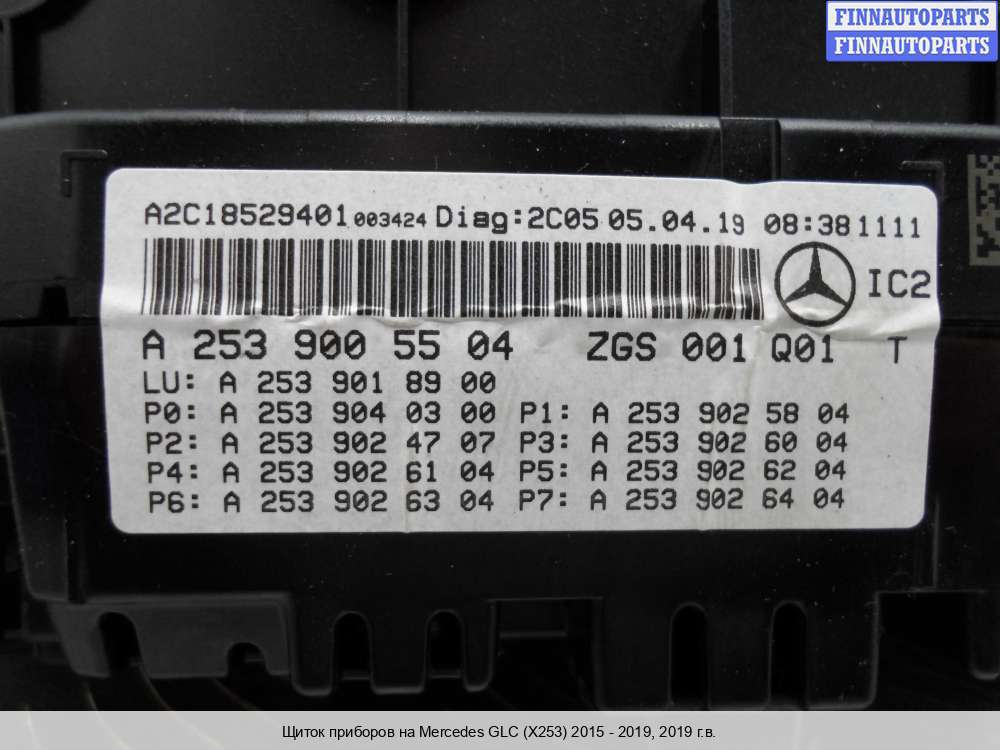 FINNAUTOPARTS
FINNAUTOPARTS
A2C18529401 003424 Diag:2C05 05.04.19 08:381111
IC2
A 253 900 55 04 ZGS 001 Q01 T
LU: A 253 901 89 00
P0: A 253 904 03 00 P1: A 253 902 58 04
P2: A 253 902 47 07 P3: A 253 902 60 04
P4: A 253 902 61 04 P5: A 253 902 62 04
P6: A 253 902 63 04 P7: A 253 902 64 04
Щиток приборов на Mercedes GLC (X253) 2015 - 2019, 2019 г.в.